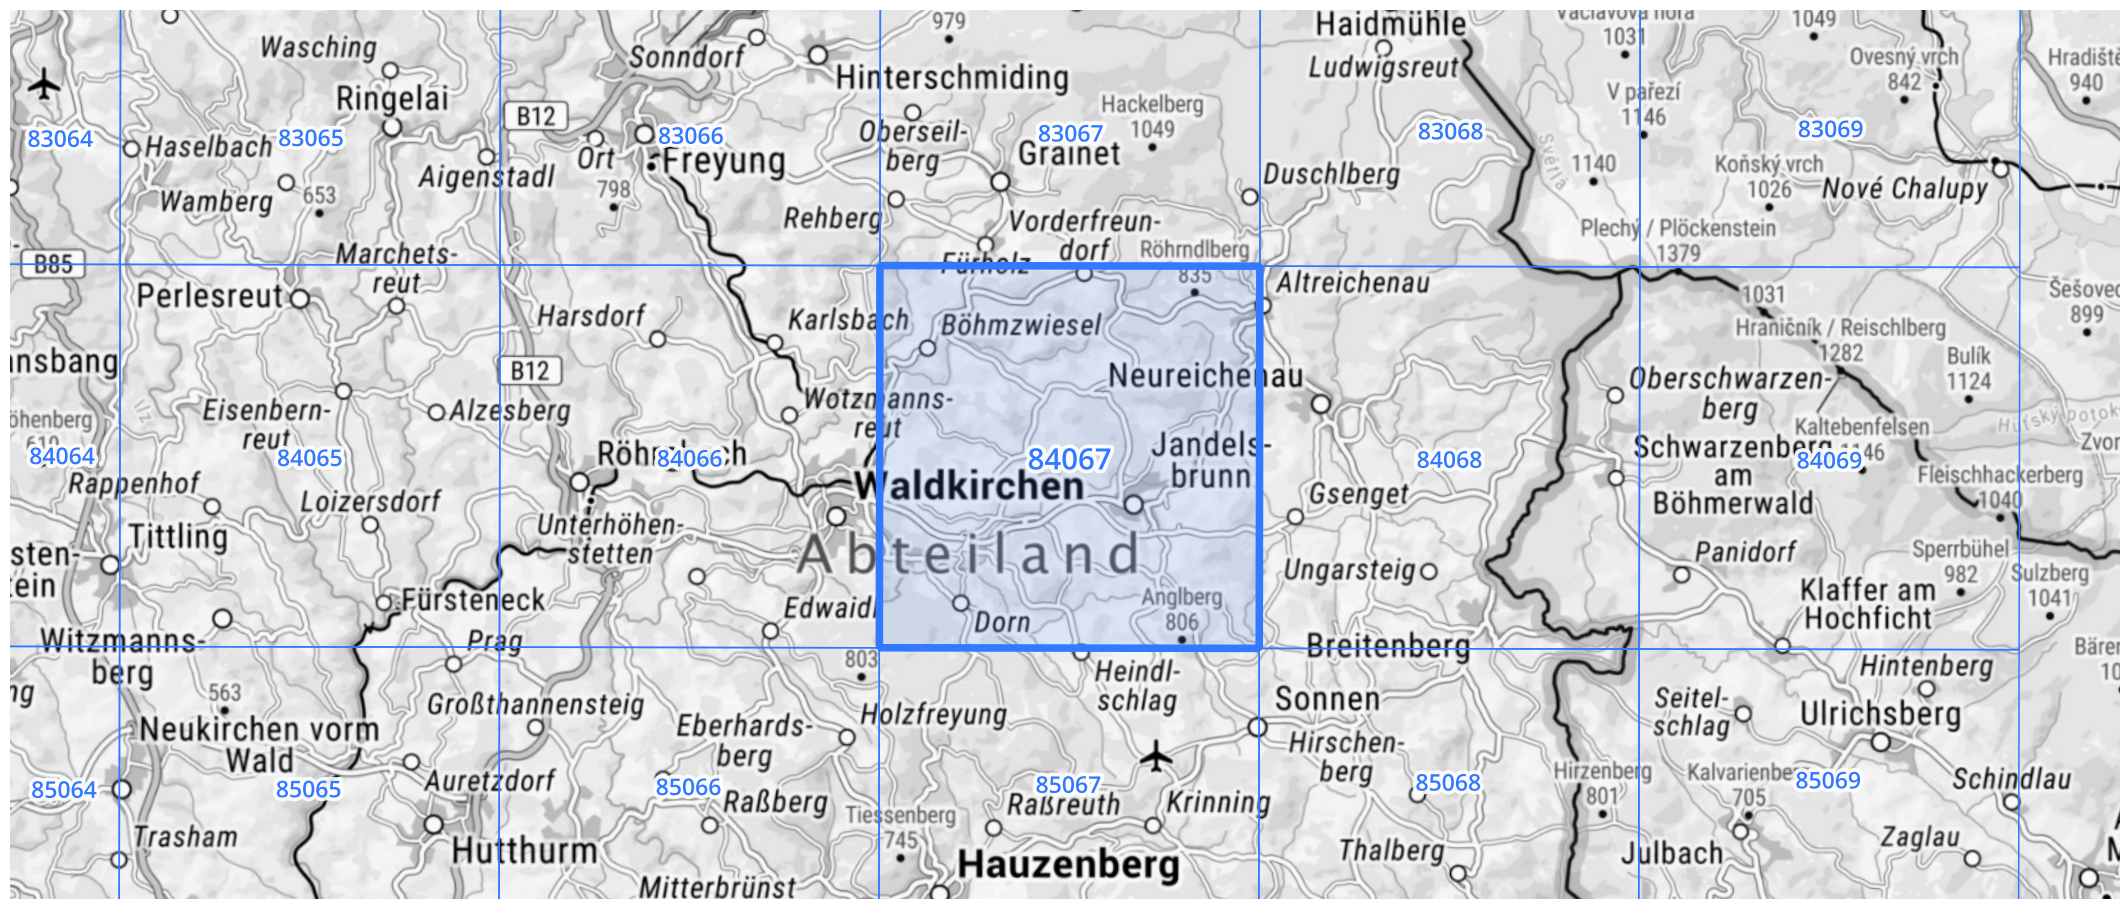 979
Haidmühle
1031
1049
Wasching
Sonndorf
Hinterschmiding
Ludwigsreut
Ovesný vrch
842
Hradiště
940
Ringelai
B12
Hackelberg
1049
V pařezí
1146
83064
Haselbach
83065
83066
Oberseil-
berg
83067
83068
83069
Ort
Freyung
Grainet
Světlá
1140
Koňský vrch
1026
Aigenstadl
798
Duschlberg
Nové Chalupy
Wamberg
653
Rehberg
Vorderfreun-
dorf
Plechý / Plöckenstein
1379
Marchets-
reut
Fürholz
Röhrndlberg
835
B85
Perlesreut
Altreichenau
1031
Šešovec
899
Harsdorf
Karlsbach
Böhmzwiesel
Hraničník / Reischlberg
1282
Bulík
1124
B12
Neureichenau
Oberschwarzen-
berg
Ilz
Eisenbern-
reut
Alzesberg
Wotzmanns-
reut
Kaltebenfelsen
Huťský potok
84064
84065
Röhrnbach
84066
84067
Jandels-
brunn
84068
Schwarzenberg
am
Böhmerwald
84069
Fleischhackerberg
1040
Rappenhof
Loizersdorf
Waldkirchen
Gsenget
Tittling
Unterhöhen-
stetten
Abteiland
Ungarsteig
Panidorf
Sperrbühel
982
Sulzberg
1041
Fürsteneck
Edwaid
Dorn
Anglberg
806
Klaffer am
Hochficht
Witzmanns-
berg
Prag
803
Heindl-
schlag
Breitenberg
Hintenberg
563
Großthannensteig
Sonnen
Seitel-
schlag
Ulrichsberg
Neukirchen vorm
Wald
Eberhards-
berg
Holzfreyung
Hirschen-
berg
Hirzenberg
801
Kalvarienbe
705
85064
85065
Auretzdorf
85066
85067
85068
85069
Schindlau
Raßberg
Raßreuth
Krinning
Tiessenberg
745
Trasham
Hutthurm
Hauzenberg
Thalberg
Julbach
Zaglau
Mitterbrünst